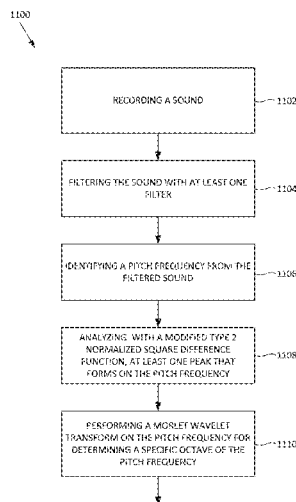 1100
RECORDING A SOUND
1102
FILTERING THE SOUND WITH AT LEAST ONE
FILTER
1104
IDENTIFYING A PITCH FREQUENCY FROM THE
FILTERED SOUND
1106
ANALYZING WITH A MODIFIED TYPE 2
NORMALIZED SQUARE DIFFERENCE
FUNCTION, AT LEAST ONE PEAK THAT
FORMS ON THE PITCH FREQUENCY
1108
PERFORMING A MORLET WAVELET
TRANSFORM ON THE PITCH FREQUENCY FOR
DETERMINING A SPECIFIC OCTAVE OF THE
PITCH FREQUENCY
1110